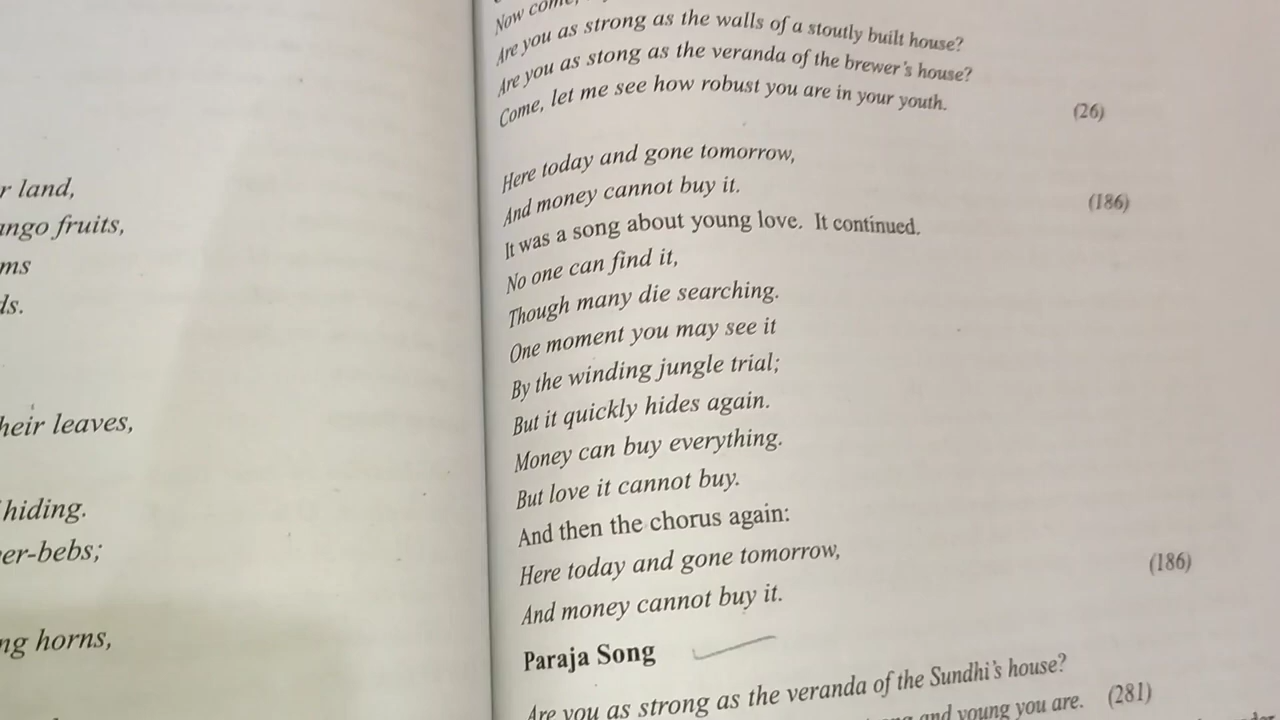 r land,
ngo fruits,
ms
ds.
heir leaves,
hiding.
er-bebs;
ng horns,
Now come,
Are you as strong as the walls of a stoutly built house?
Are you as stong as the veranda of the brewer's house?
Come, let me see how robust you are in your youth. (26)
Here today and gone tomorrow,
And money cannot buy it. (186)
It was a song about young love. It continued.
No one can find it,
Though many die searching.
One moment you may see it
By the winding jungle trial;
But it quickly hides again.
Money can buy everything.
But love it cannot buy.
And then the chorus again:
Here today and gone tomorrow,
And money cannot buy it. (186)
Paraja Song
Are you as strong as the veranda of the Sundhi's house?
and young you are. (281)